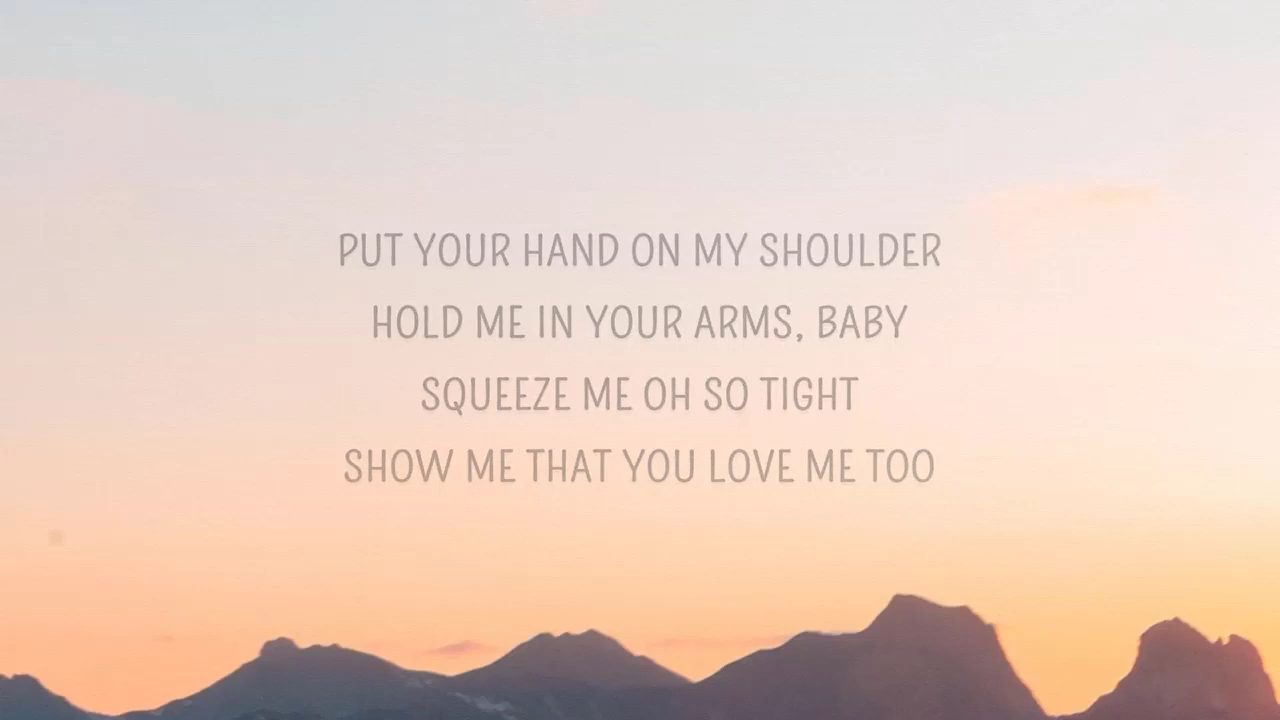 PUT YOUR HAND ON MY SHOULDER
HOLD ME IN YOUR ARMS, BABY
SQUEEZE ME OH SO TIGHT
SHOW ME THAT YOU LOVE ME TOO